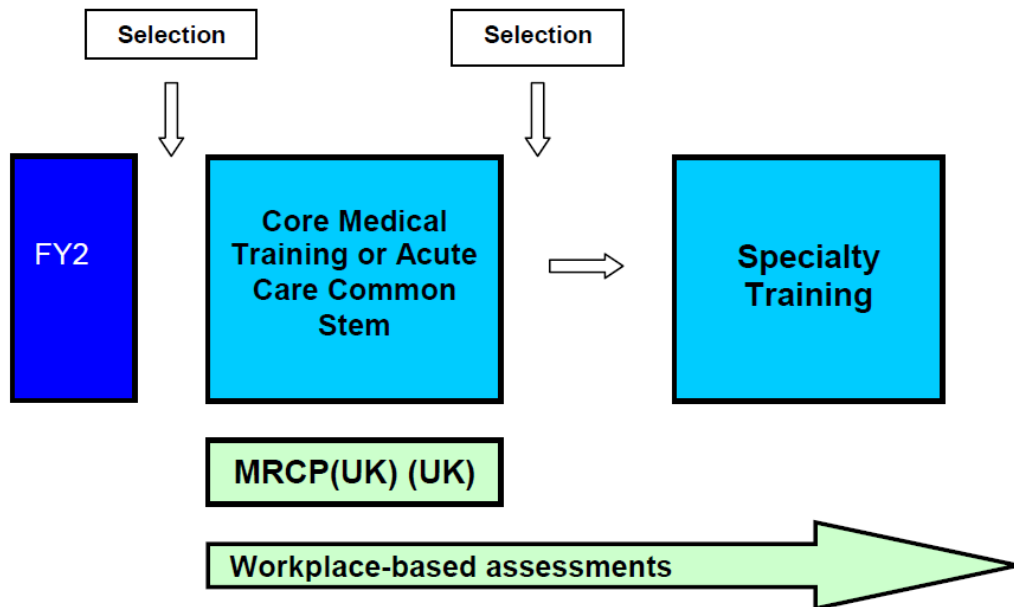 Selection
Selection
FY2
Core Medical
Training or Acute
Care Common
Stem
Specialty
Training
MRCP(UK) (UK)
Workplace-based assessments